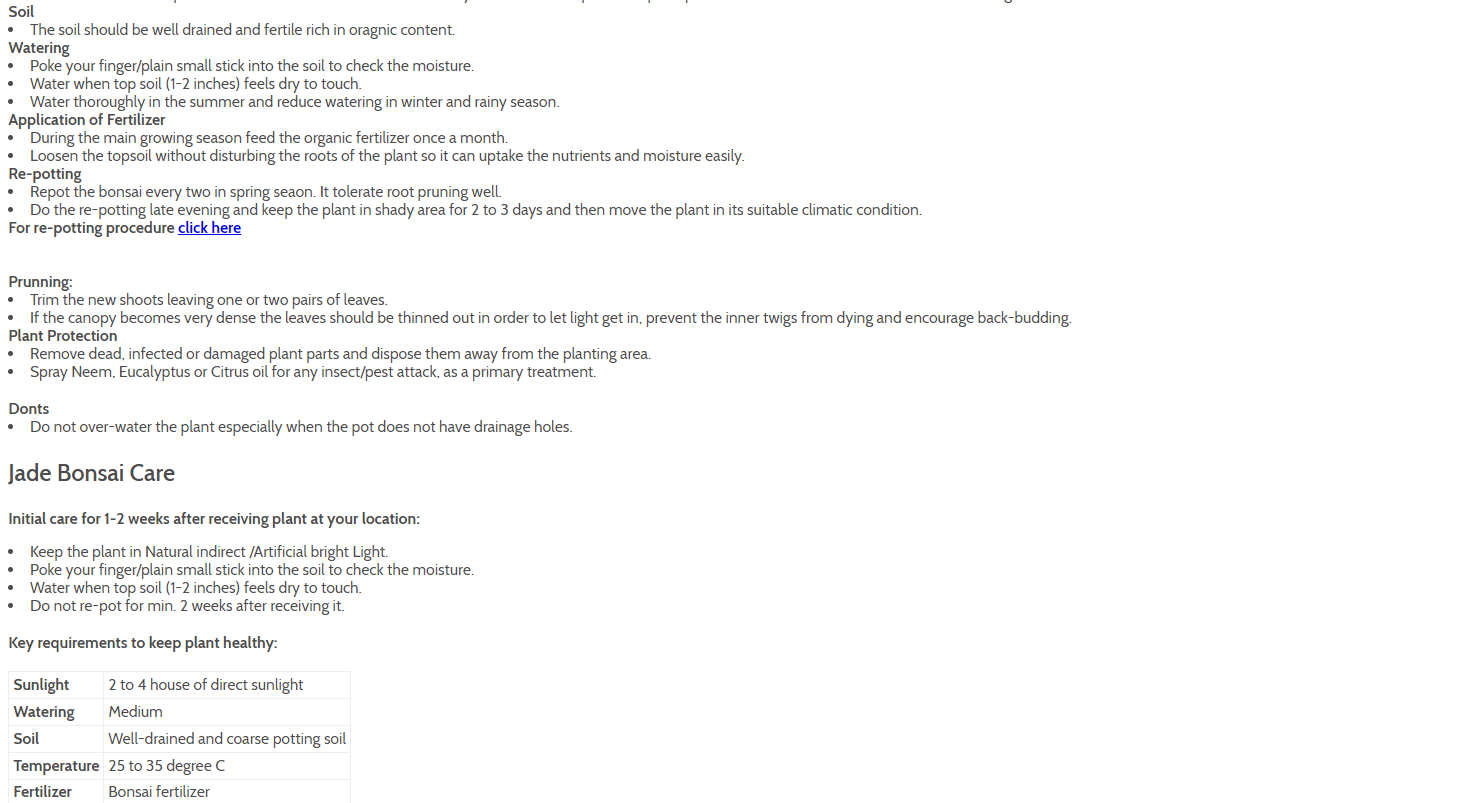 Soil
• The soil should be well drained and fertile rich in oragnic content.
Watering
• Poke your finger/plain small stick into the soil to check the moisture.
• Water when top soil (1-2 inches) feels dry to touch.
• Water thoroughly in the summer and reduce watering in winter and rainy season.
Application of Fertilizer
• During the main growing season feed the organic fertilizer once a month.
• Loosen the topsoil without disturbing the roots of the plant so it can uptake the nutrients and moisture easily.
Re-potting
• Repot the bonsai every two in spring seaon. It tolerate root pruning well.
• Do the re-potting late evening and keep the plant in shady area for 2 to 3 days and then move the plant in its suitable climatic condition.
For re-potting procedure click here
Prunning:
• Trim the new shoots leaving one or two pairs of leaves.
• If the canopy becomes very dense the leaves should be thinned out in order to let light get in, prevent the inner twigs from dying and encourage back-budding.
Plant Protection
• Remove dead, infected or damaged plant parts and dispose them away from the planting area.
• Spray Neem, Eucalyptus or Citrus oil for any insect/pest attack, as a primary treatment.
Donts
• Do not over-water the plant especially when the pot does not have drainage holes.
Jade Bonsai Care
Initial care for 1-2 weeks after receiving plant at your location:
• Keep the plant in Natural indirect /Artificial bright Light.
• Poke your finger/plain small stick into the soil to check the moisture.
• Water when top soil (1-2 inches) feels dry to touch.
• Do not re-pot for min. 2 weeks after receiving it.
Key requirements to keep plant healthy:
Sunlight 2 to 4 house of direct sunlight
Watering Medium
Soil Well-drained and coarse potting soil
Temperature 25 to 35 degree C
Fertilizer Bonsai fertilizer